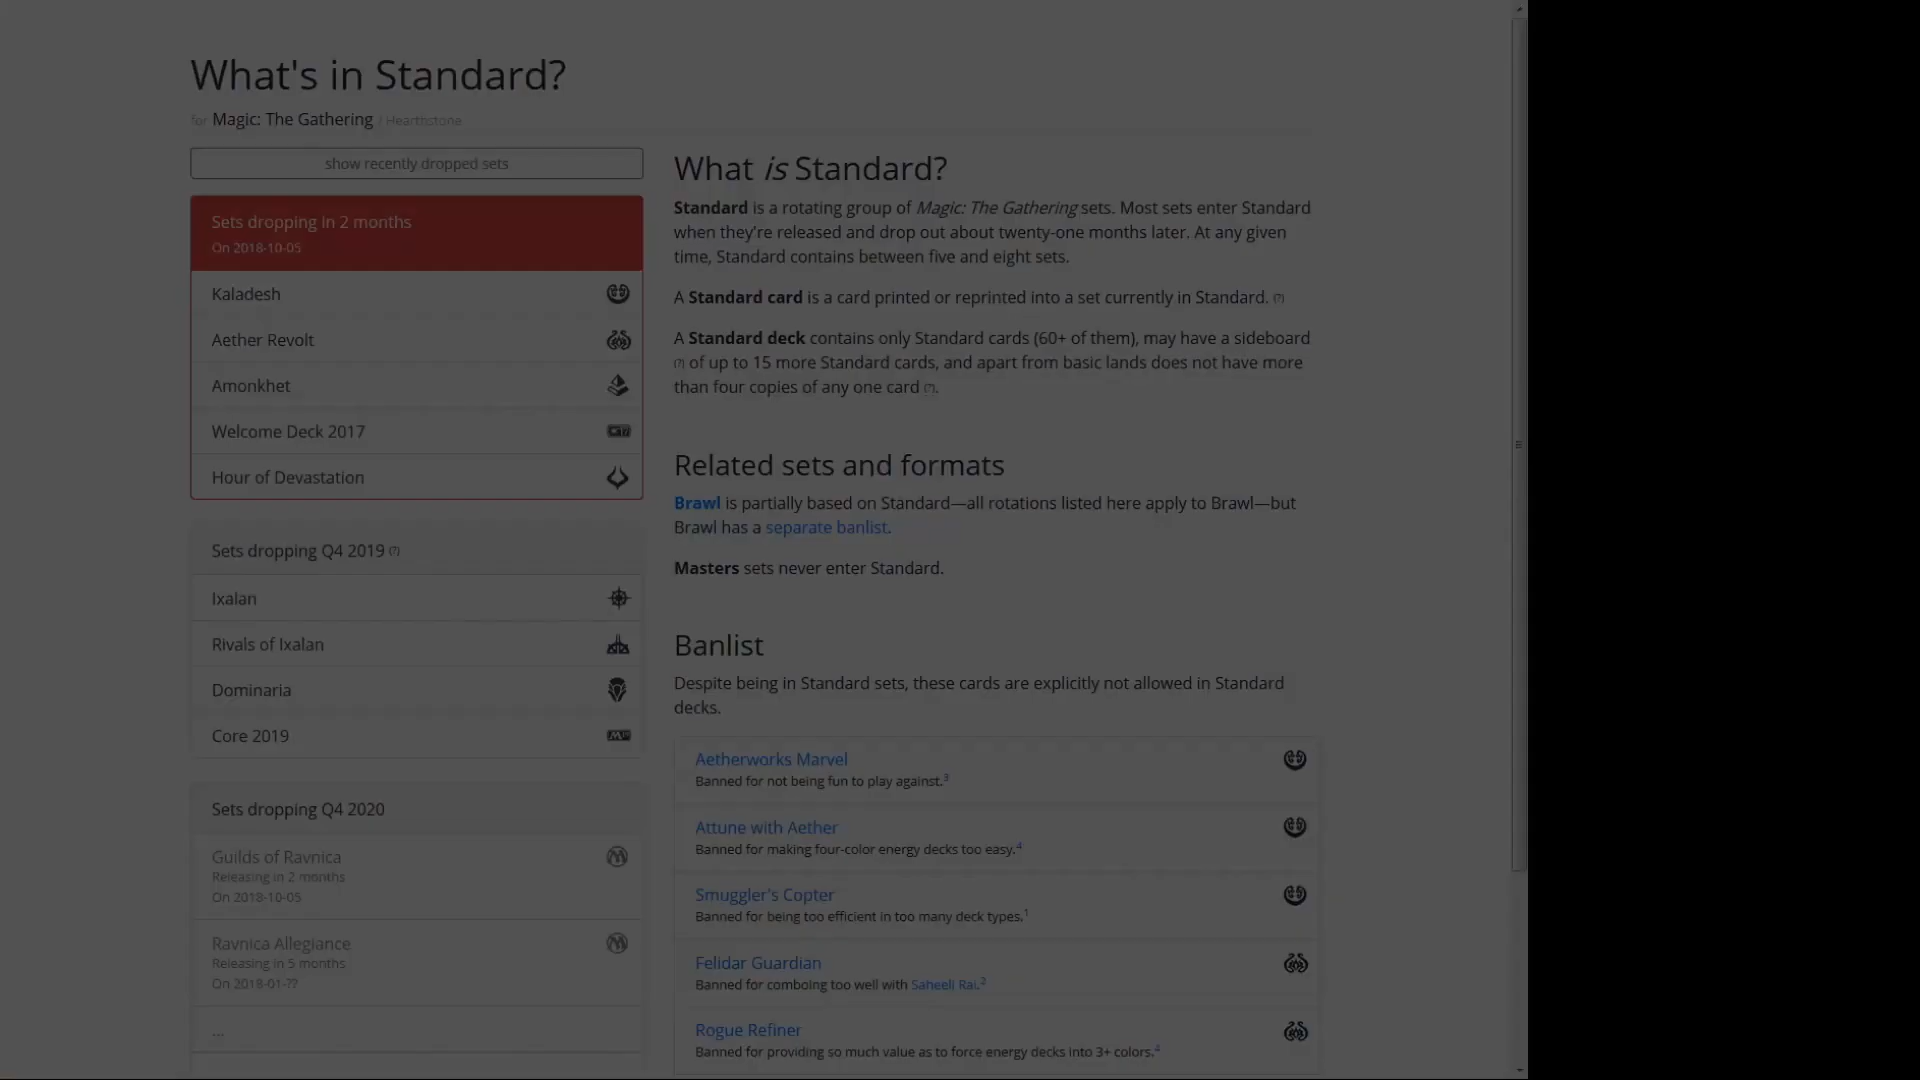 What's in Standard?
for Magic: The Gathering / Hearthstone
show recently dropped sets
Sets dropping in 2 months
On 2018-10-05
Kaladesh
Aether Revolt
Amonkhet
Welcome Deck 2017
Hour of Devastation
Sets dropping Q4 2019 (?)
Ixalan
Rivals of Ixalan
Dominaria
Core 2019
Sets dropping Q4 2020
Guilds of Ravnica
Releasing in 2 months
On 2018-10-05
Ravnica Allegiance
Releasing in 5 months
On 2018-01-??
...
What is Standard?
Standard is a rotating group of Magic: The Gathering sets. Most sets enter Standard
when they're released and drop out about twenty-one months later. At any given
time, Standard contains between five and eight sets.
A Standard card is a card printed or reprinted into a set currently in Standard. (?)
A Standard deck contains only Standard cards (60+ of them), may have a sideboard
(?) of up to 15 more Standard cards, and apart from basic lands does not have more
than four copies of any one card (?).
Related sets and formats
Brawl is partially based on Standard—all rotations listed here apply to Brawl—but
Brawl has a separate banlist.
Masters sets never enter Standard.
Banlist
Despite being in Standard sets, these cards are explicitly not allowed in Standard
decks.
Aetherworks Marvel
Banned for not being fun to play against.3
Attune with Aether
Banned for making four-color energy decks too easy.4
Smuggler's Copter
Banned for being too efficient in too many deck types.1
Felidar Guardian
Banned for comboing too well with Saheeli Rai.2
Rogue Refiner
Banned for providing so much value as to force energy decks into 3+ colors.4